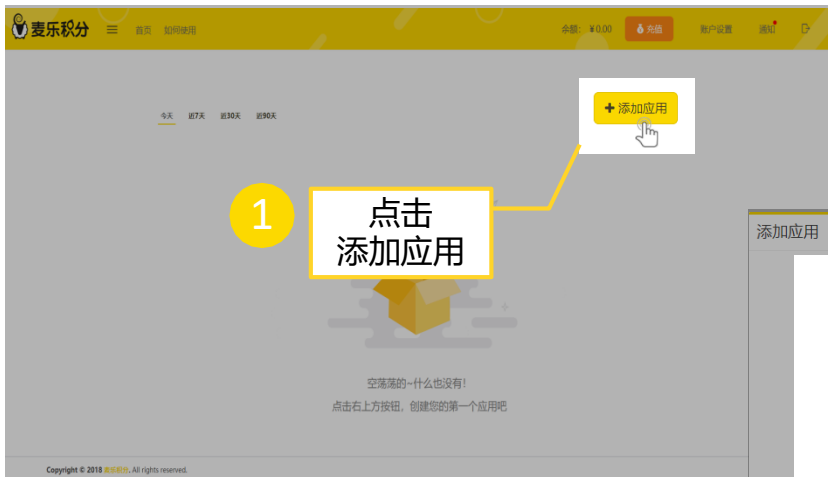 麦乐积分
首页 如何使用
余额: ￥0.00
充值
账户设置
通知
今天 近7天 近30天 近90天
+ 添加应用
1
点击
添加应用
添加应用
空荡荡的~什么也没有!
点击右上方按钮，创建您的第一个应用吧
Copyright © 2018 麦乐积分. All rights reserved.